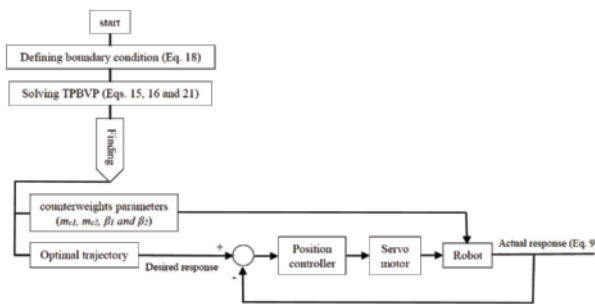 start
Defining boundary condition (Eq. 18)
Solving TPBVP (Eqs. 15, 16 and 21)
Finding
counterweights parameters
(mc1, mc2, β1 and β2)
Optimal trajectory
Desired response
+
-
Position
controller
Servo
motor
Robot
Actual response (Eq. 9